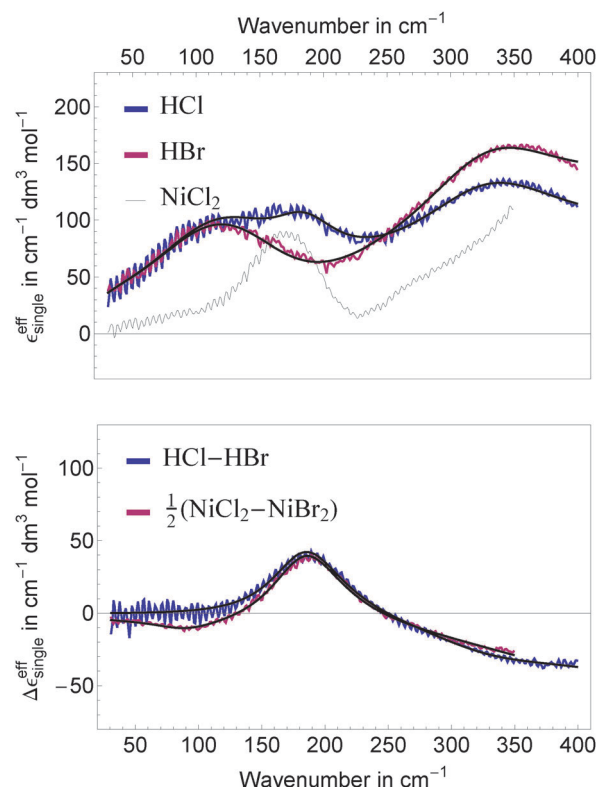 Wavenumber in cm⁻¹
50 100 150 200 250 300 350 400
ϵ^eff_single in cm⁻¹ dm³ mol⁻¹
200
150
100
50
0
HCl
HBr
NiCl₂
Δϵ^eff_single in cm⁻¹ dm³ mol⁻¹
100
50
0
−50
HCl−HBr
½(NiCl₂−NiBr₂)
50 100 150 200 250 300 350 400
Wavenumber in cm⁻¹